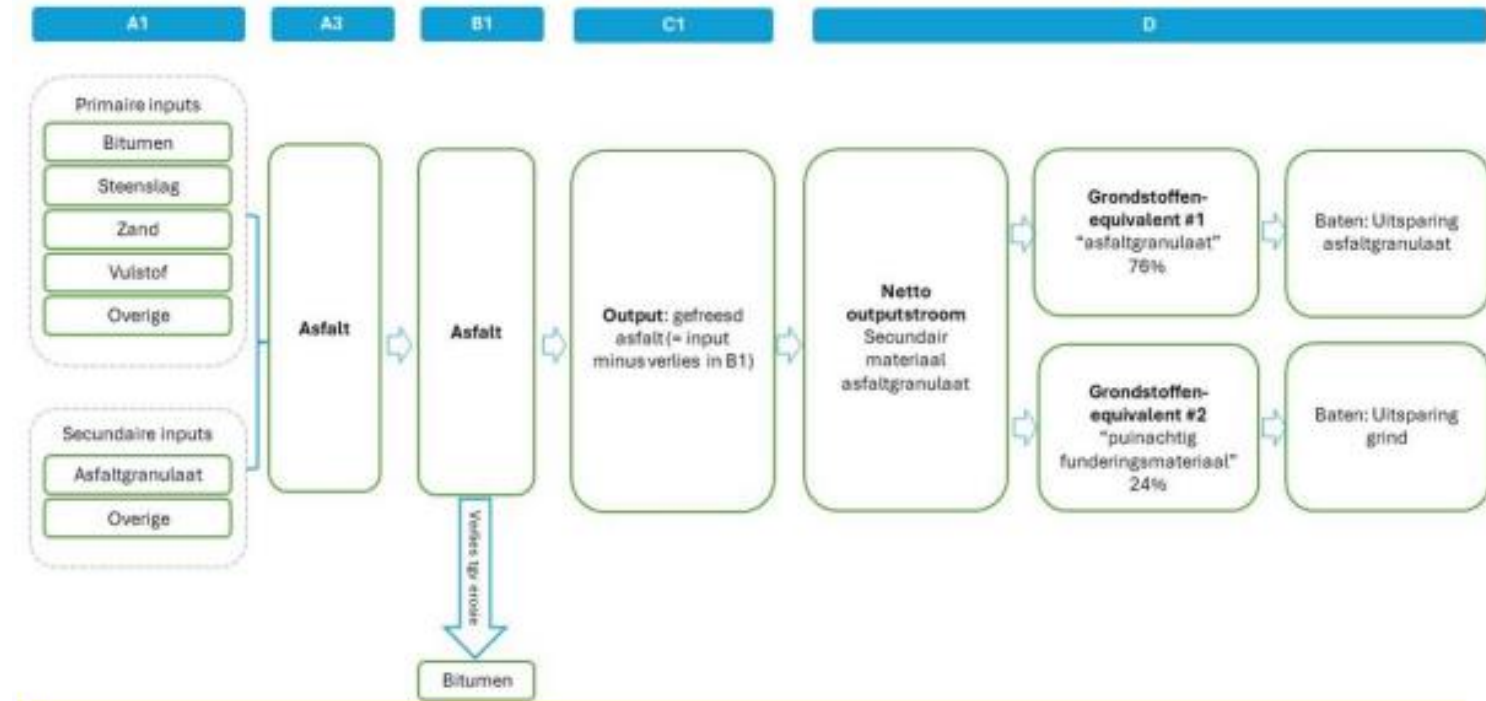 A1
A3
B1
C1
D
Primaire inputs
Bitumen
Steenslag
Zand
Vulstof
Overige
Secundaire inputs
Asfaltgranulaat
Overige
Asfalt
Asfalt
Verlies tgv erosie
Bitumen
Output: gefreesd
asfalt (= input
minus verlies in B1)
Netto
outputstroom
Secundair
materiaal
asfaltgranulaat
Grondstoffen-
equivalent #1
"asfaltgranulaat"
76%
Baten: Uitsparing
asfaltgranulaat
Grondstoffen-
equivalent #2
"puinachtig
funderingsmateriaal"
24%
Baten: Uitsparing
grind